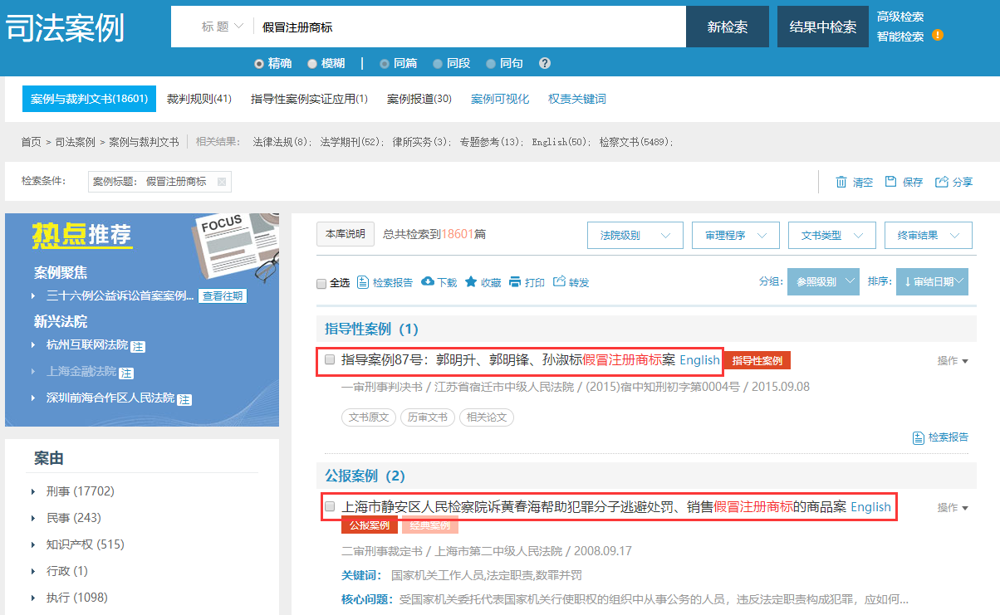 司法案例
标 题 假冒注册商标 新检索 结果中检索 高级检索
智能检索
精确 模糊 | 同篇 同段 同句 ?
案例与裁判文书(18601) 裁判规则(41) 指导性案例实证应用(1) 案例报道(30) 案例可视化 权责关键词
首页 > 司法案例 > 案例与裁判文书 相关结果: 法律法规(8); 法学期刊(52); 律所实务(3); 专题参考(13); English(50); 检察文书(5489);
检索条件: 案例标题: 假冒注册商标 清空 保存 分享
热点推荐
FOCUS
案例聚焦
三十六例公益诉讼首案案例... 查看往期
新兴法院
杭州互联网法院 注
上海金融法院 注
深圳前海合作区人民法院 注
案由
刑事 (17702)
民事 (243)
知识产权 (515)
行政 (1)
执行 (1098)
本库说明 总共检索到18601篇 法院级别 审理程序 文书类型 终审结果
全选 检索报告 下载 收藏 打印 转发 分组: 参照级别 排序: ↓审结日期
指导性案例 (1)
指导案例87号：郭明升、郭明锋、孙淑标假冒注册商标案 English 指导性案例 操作
一审刑事判决书 / 江苏省宿迁市中级人民法院 / (2015)宿中知刑初字第0004号 / 2015.09.08
文书原文 历审文书 相关论文
检索报告
公报案例 (2)
上海市静安区人民检察院诉黄春海帮助犯罪分子逃避处罚、销售假冒注册商标的商品案 English 操作
公报案例 经典案例
二审刑事裁定书 / 上海市第二中级人民法院 / 2008.09.17
关键词： 国家机关工作人员,法定职责,数罪并罚
核心问题： 受国家机关委托代表国家机关行使职权的组织中从事公务的人员，违反法定职责构成犯罪，应如何...